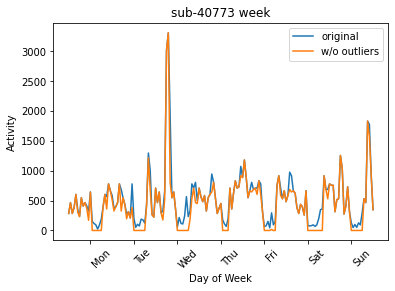 sub-40773 week
original
w/o outliers
3000
2500
2000
1500
1000
500
0
Activity
Mon
Tue
Wed
Thu
Fri
Sat
Sun
Day of Week